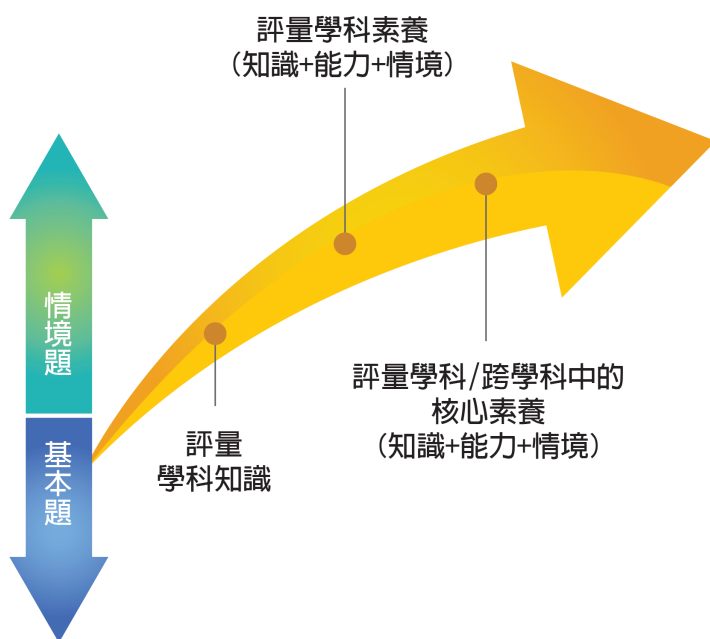 評量學科素養
（知識+能力+情境）
情境題
基本題
評量
學科知識
評量學科/跨學科中的
核心素養
（知識+能力+情境）